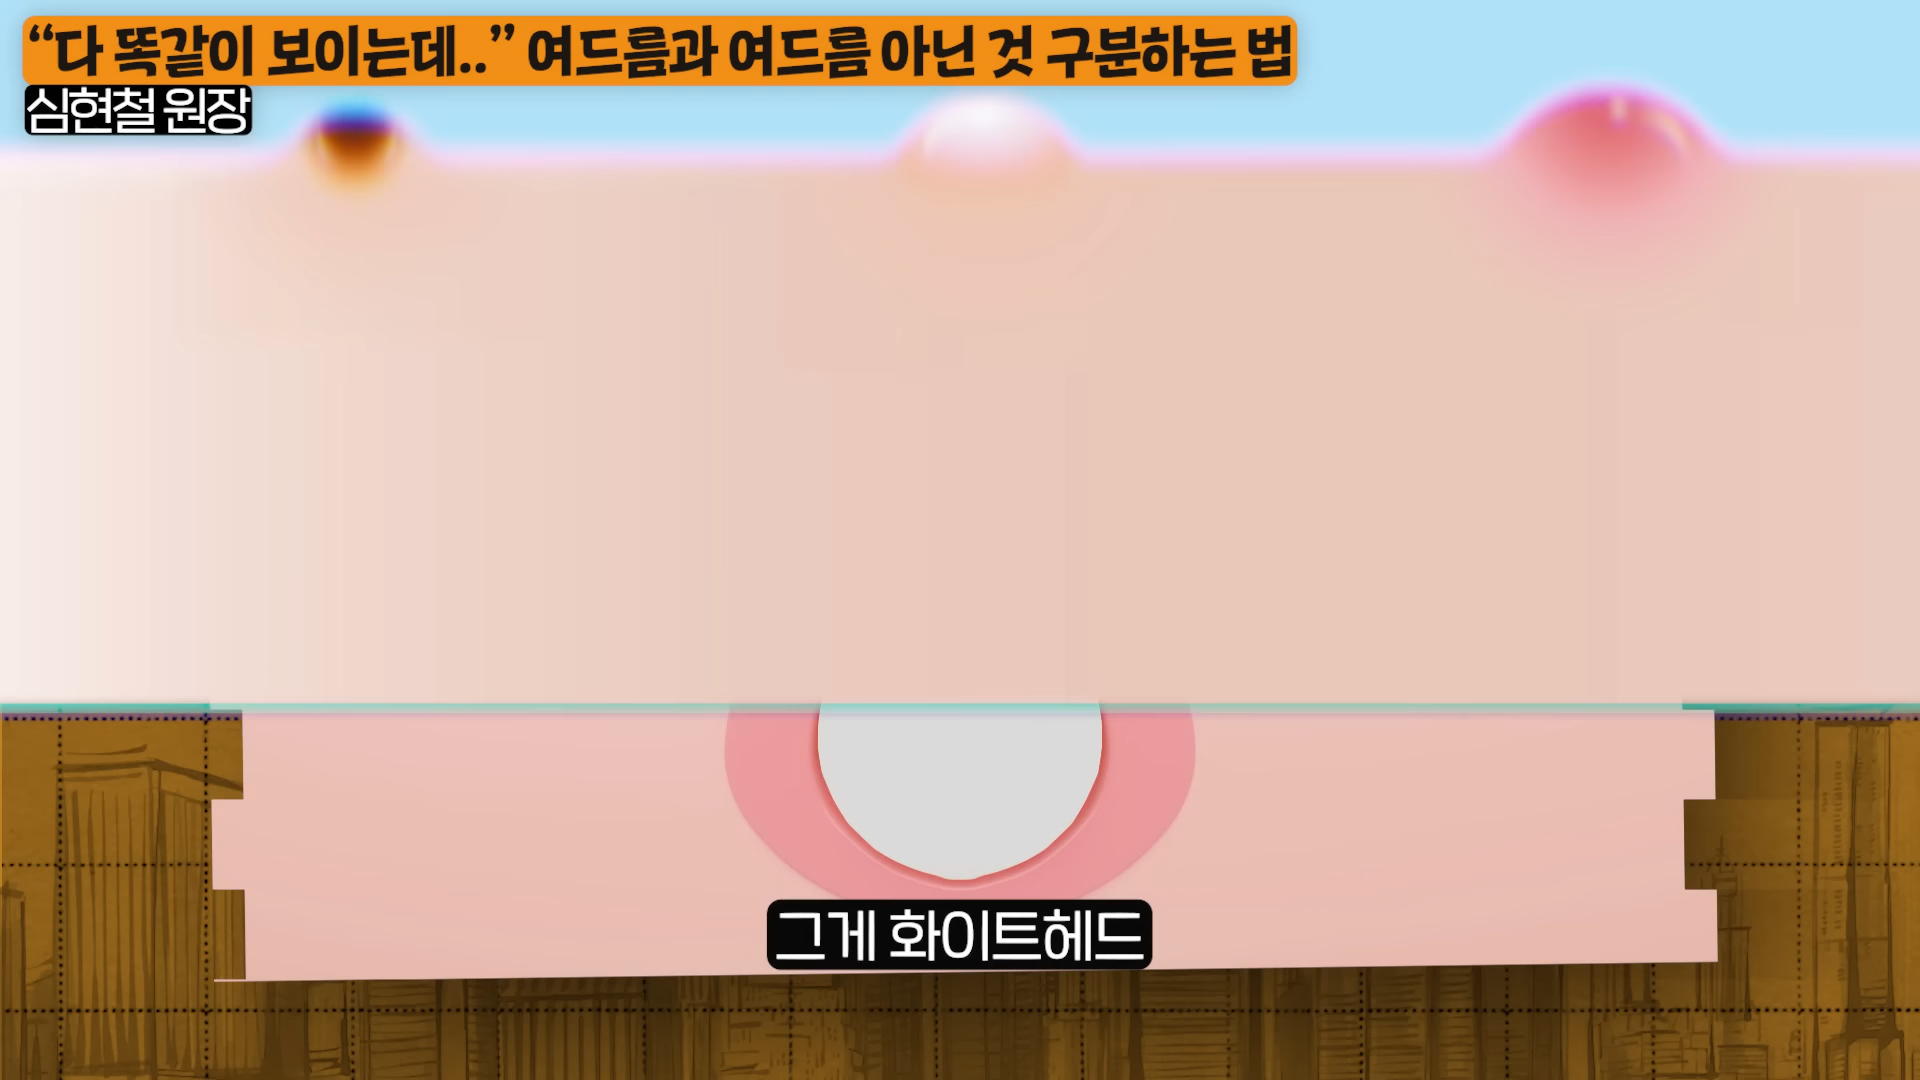 “다 똑같이 보이는데..” 여드름과 여드름 아닌 것 구분하는 법
심현철 원장
그게 화이트헤드